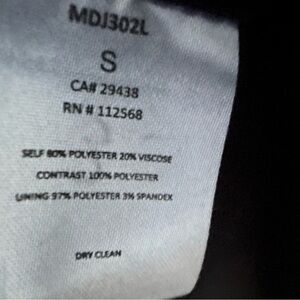 MDJ302L
S
CA# 29438
RN # 112568
SELF 80% POLYESTER 20% VISCOSE
CONTRAST 100% POLYESTER
LINING 97% POLYESTER 3% SPANDEX
DRY CLEAN